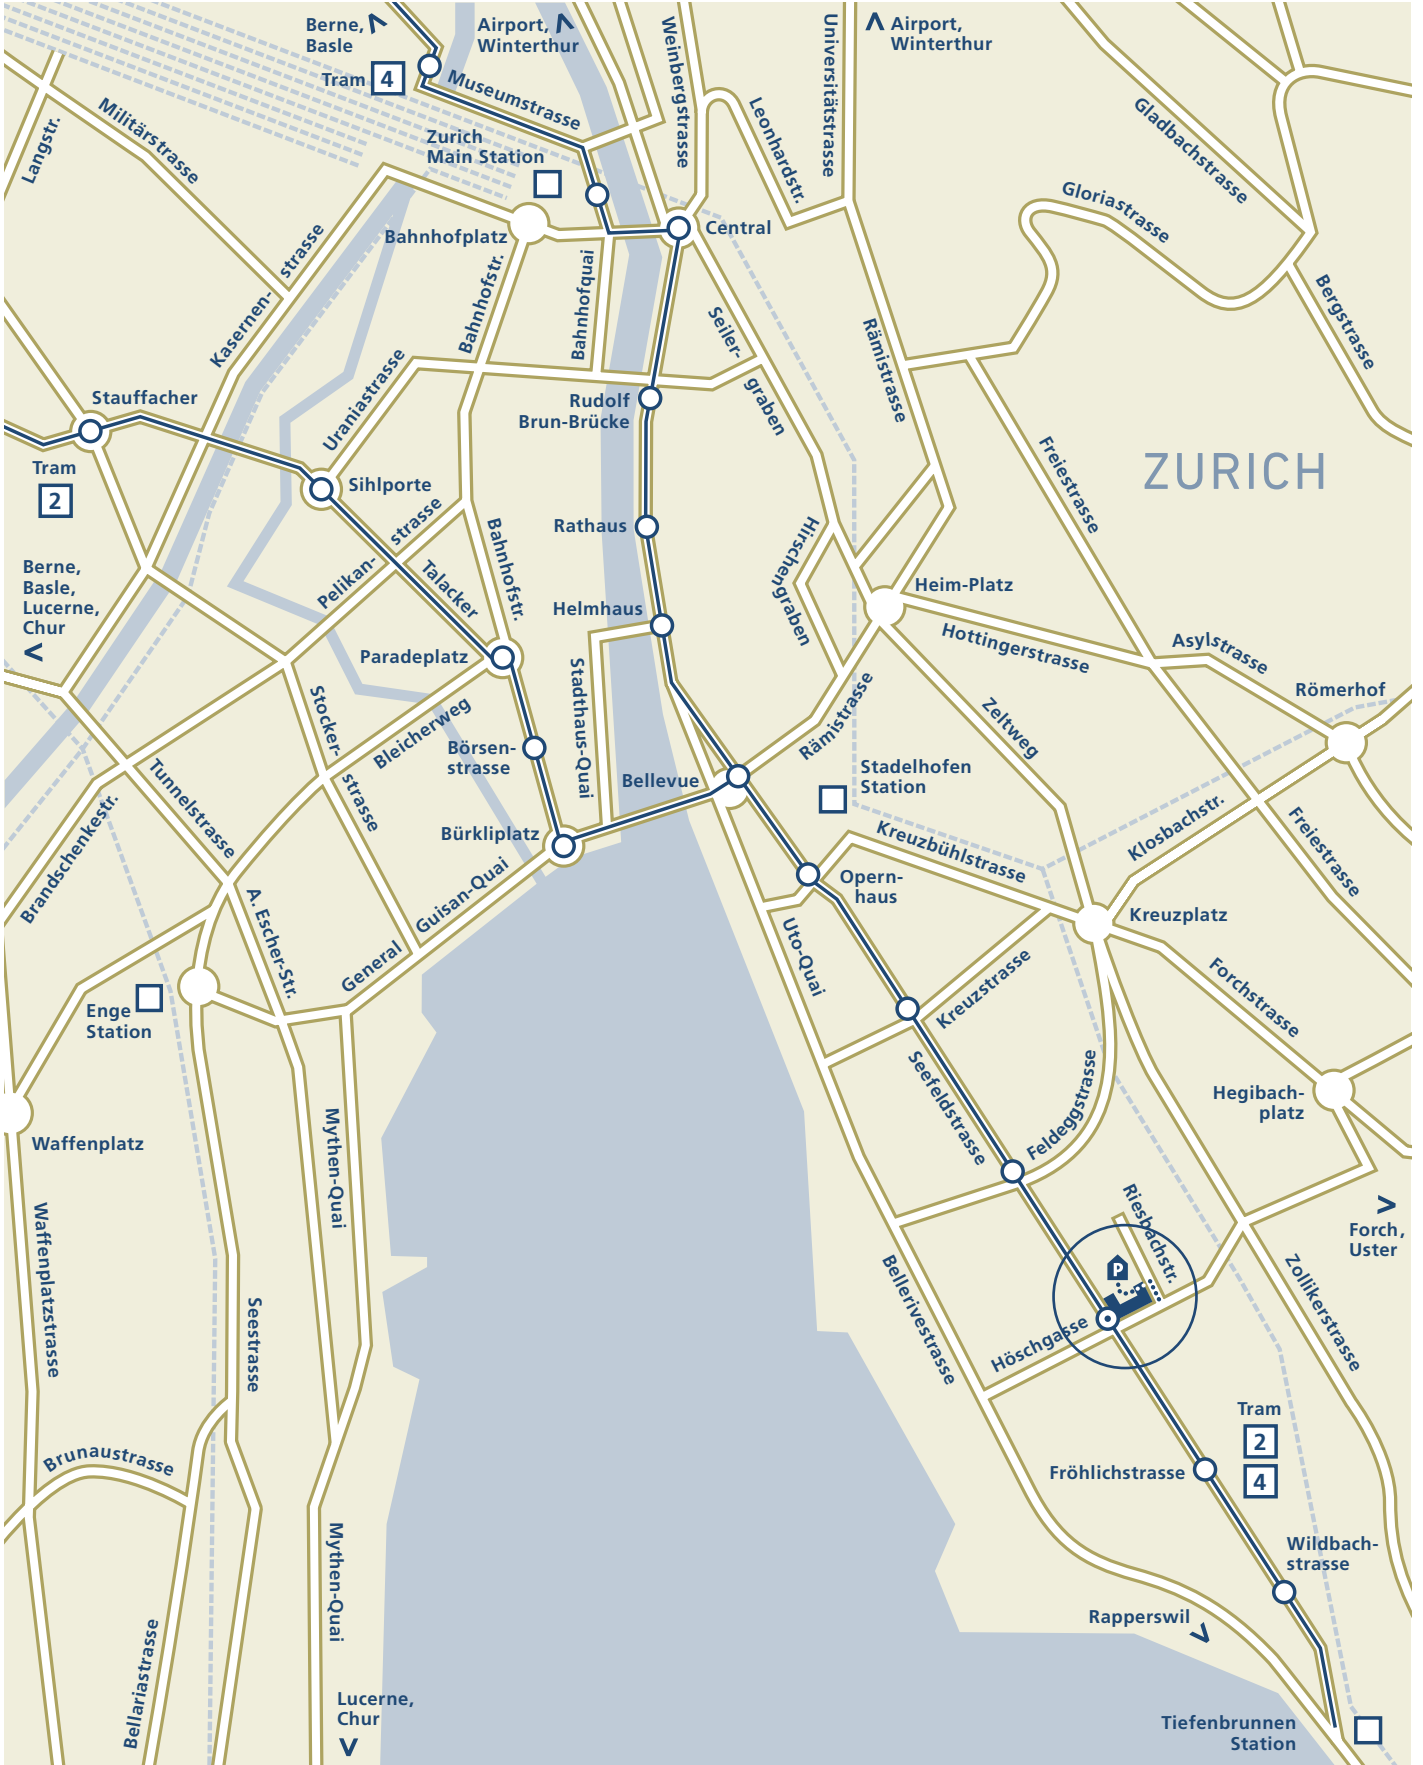 Berne,
Basle
Tram 4
Airport,
Winterthur
Airport,
Winterthur
Museumstrasse
Weinbergstrasse
Universitätstrasse
Leonhardstr.
Gladbachstrasse
Gloriastrasse
Bergstrasse
Langstr.
Militärstrasse
Zurich
Main Station
Bahnhofplatz
Central
Kasernen-
strasse
Bahnhofstr.
Bahnhofquai
Seiler-
graben
Rämistrasse
Uraniastrasse
Stauffacher
Rudolf
Brun-Brücke
Tram
2
Sihlporte
Freiestrasse
ZURICH
Pelikan-
strasse
Talacker
Bahnhofstr.
Rathaus
Hirschen-
graben
Berne,
Basle,
Lucerne,
Chur
Helmhaus
Heim-Platz
Hottingerstrasse
Asylstrasse
Römerhof
Paradeplatz
Stocker-
strasse
Bleicherweg
Stadthaus-Quai
Rämistrasse
Zeltweg
Börsen-
strasse
Bellevue
Stadelhofen
Station
Tunnelstrasse
Brandschenkestr.
Bürkliplatz
Kreuzbühlstrasse
Klosbachstr.
Freiestrasse
Opern-
haus
Kreuzplatz
A. Escher-Str.
General
Guisan-Quai
Uto-Quai
Kreuzstrasse
Forchstrasse
Enge
Station
Seefeldstrasse
Feldeggstrasse
Hegibach-
platz
Waffenplatz
Mythen-Quai
Riesbachstr.
Forch,
Uster
Waffenplatzstrasse
Seestrasse
Bellerivestrasse
P
Höschgasse
Zollikerstrasse
Tram
2
4
Brunaustrasse
Fröhlichstrasse
Mythen-Quai
Wildbach-
strasse
Bellariastrasse
Rapperswil
Lucerne,
Chur
Tiefenbrunnen
Station